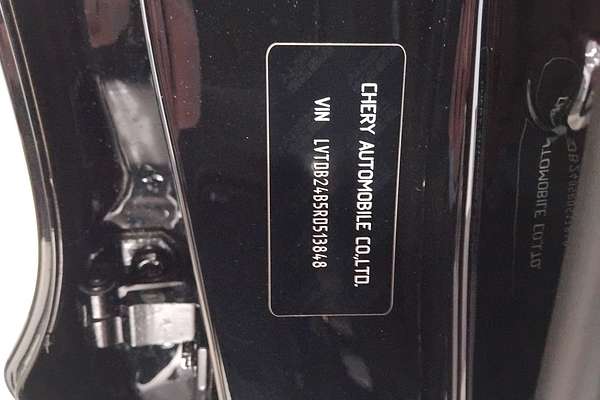 CHERY AUTOMOBILE CO.,LTD.
VIN LVTDB24B5RD513848